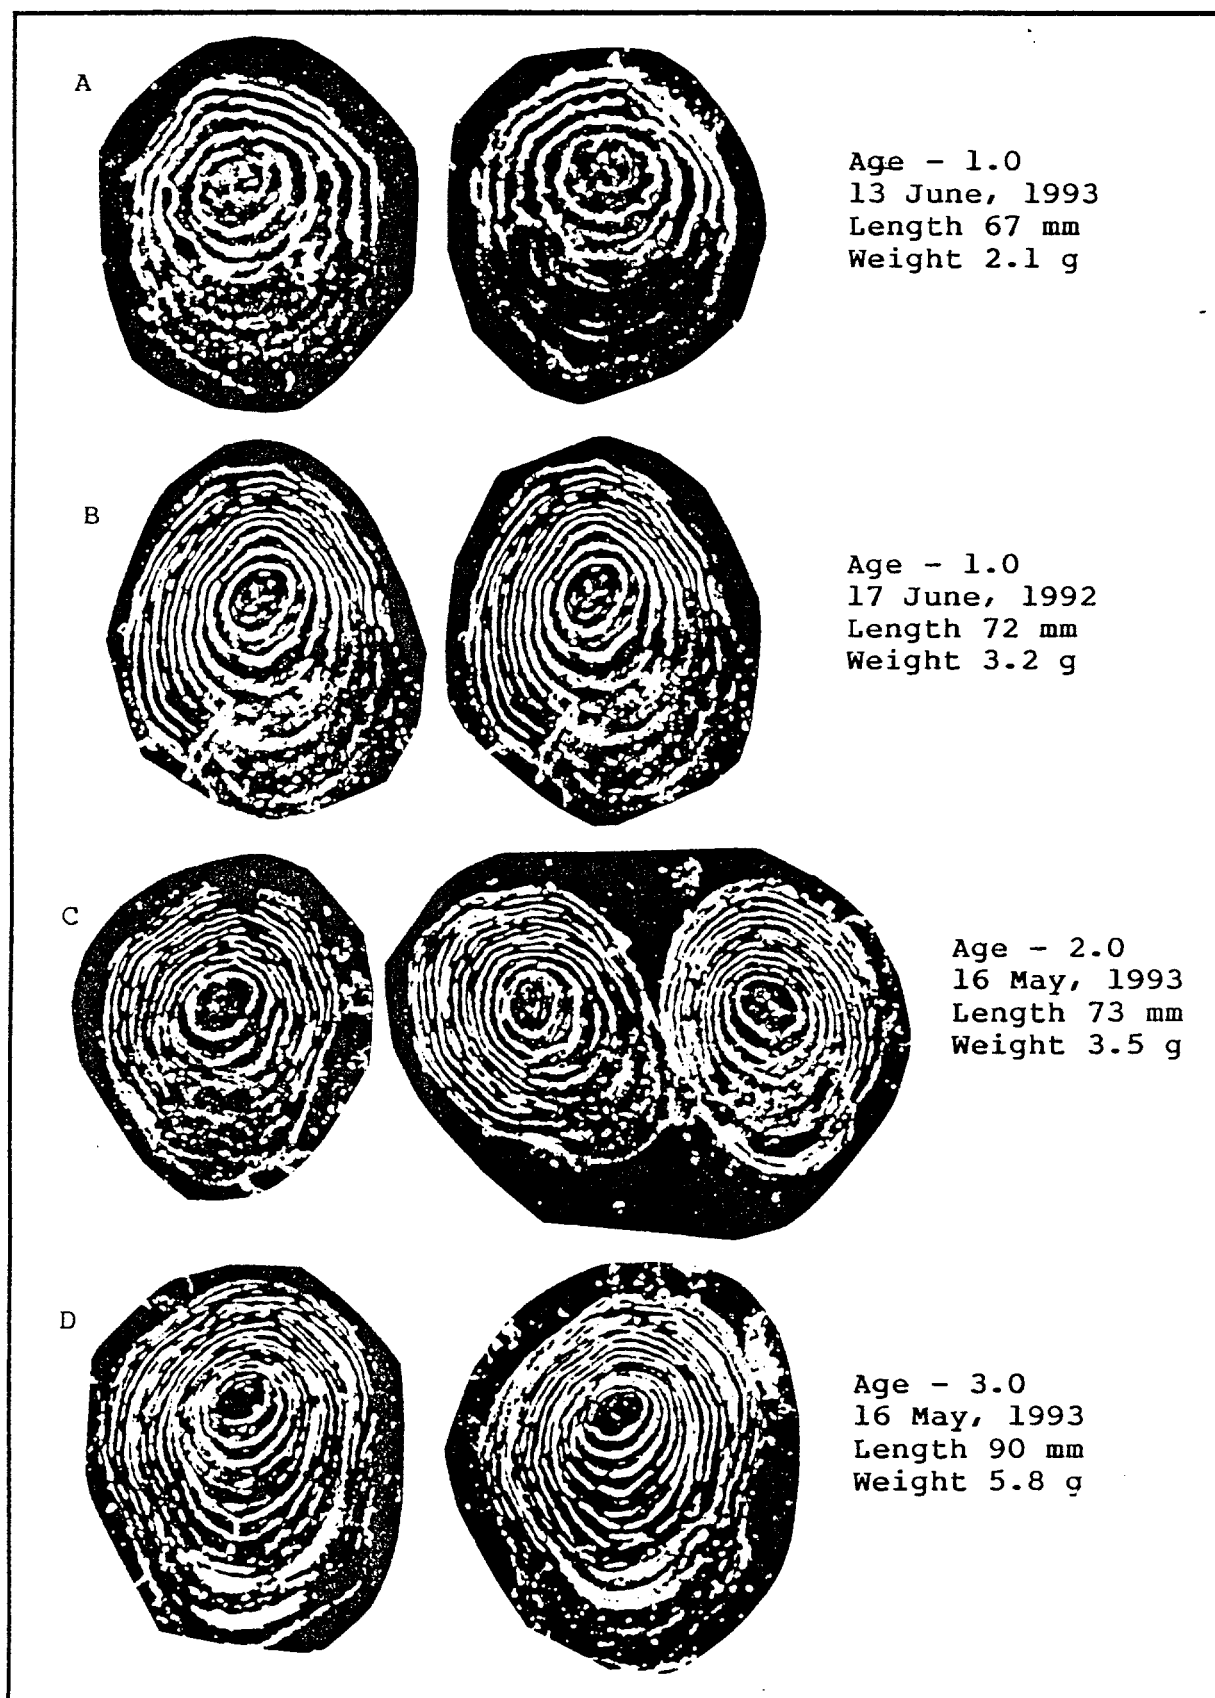 A
Age - 1.0
13 June, 1993
Length 67 mm
Weight 2.1 g
B
Age - 1.0
17 June, 1992
Length 72 mm
Weight 3.2 g
C
Age - 2.0
16 May, 1993
Length 73 mm
Weight 3.5 g
D
Age - 3.0
16 May, 1993
Length 90 mm
Weight 5.8 g